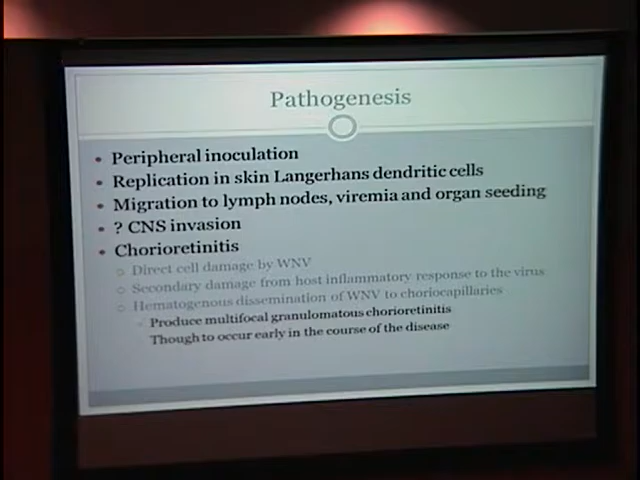 Pathogenesis
Peripheral inoculation
Replication in skin Langerhans dendritic cells
Migration to lymph nodes, viremia and organ seeding
? CNS invasion
Chorioretinitis
Direct cell damage by WNV
Secondary damage from host inflammatory response to the virus
Hematogenous dissemination of WNV to choriocapillaries
Produce multifocal granulomatous chorioretinitis
Though to occur early in the course of the disease